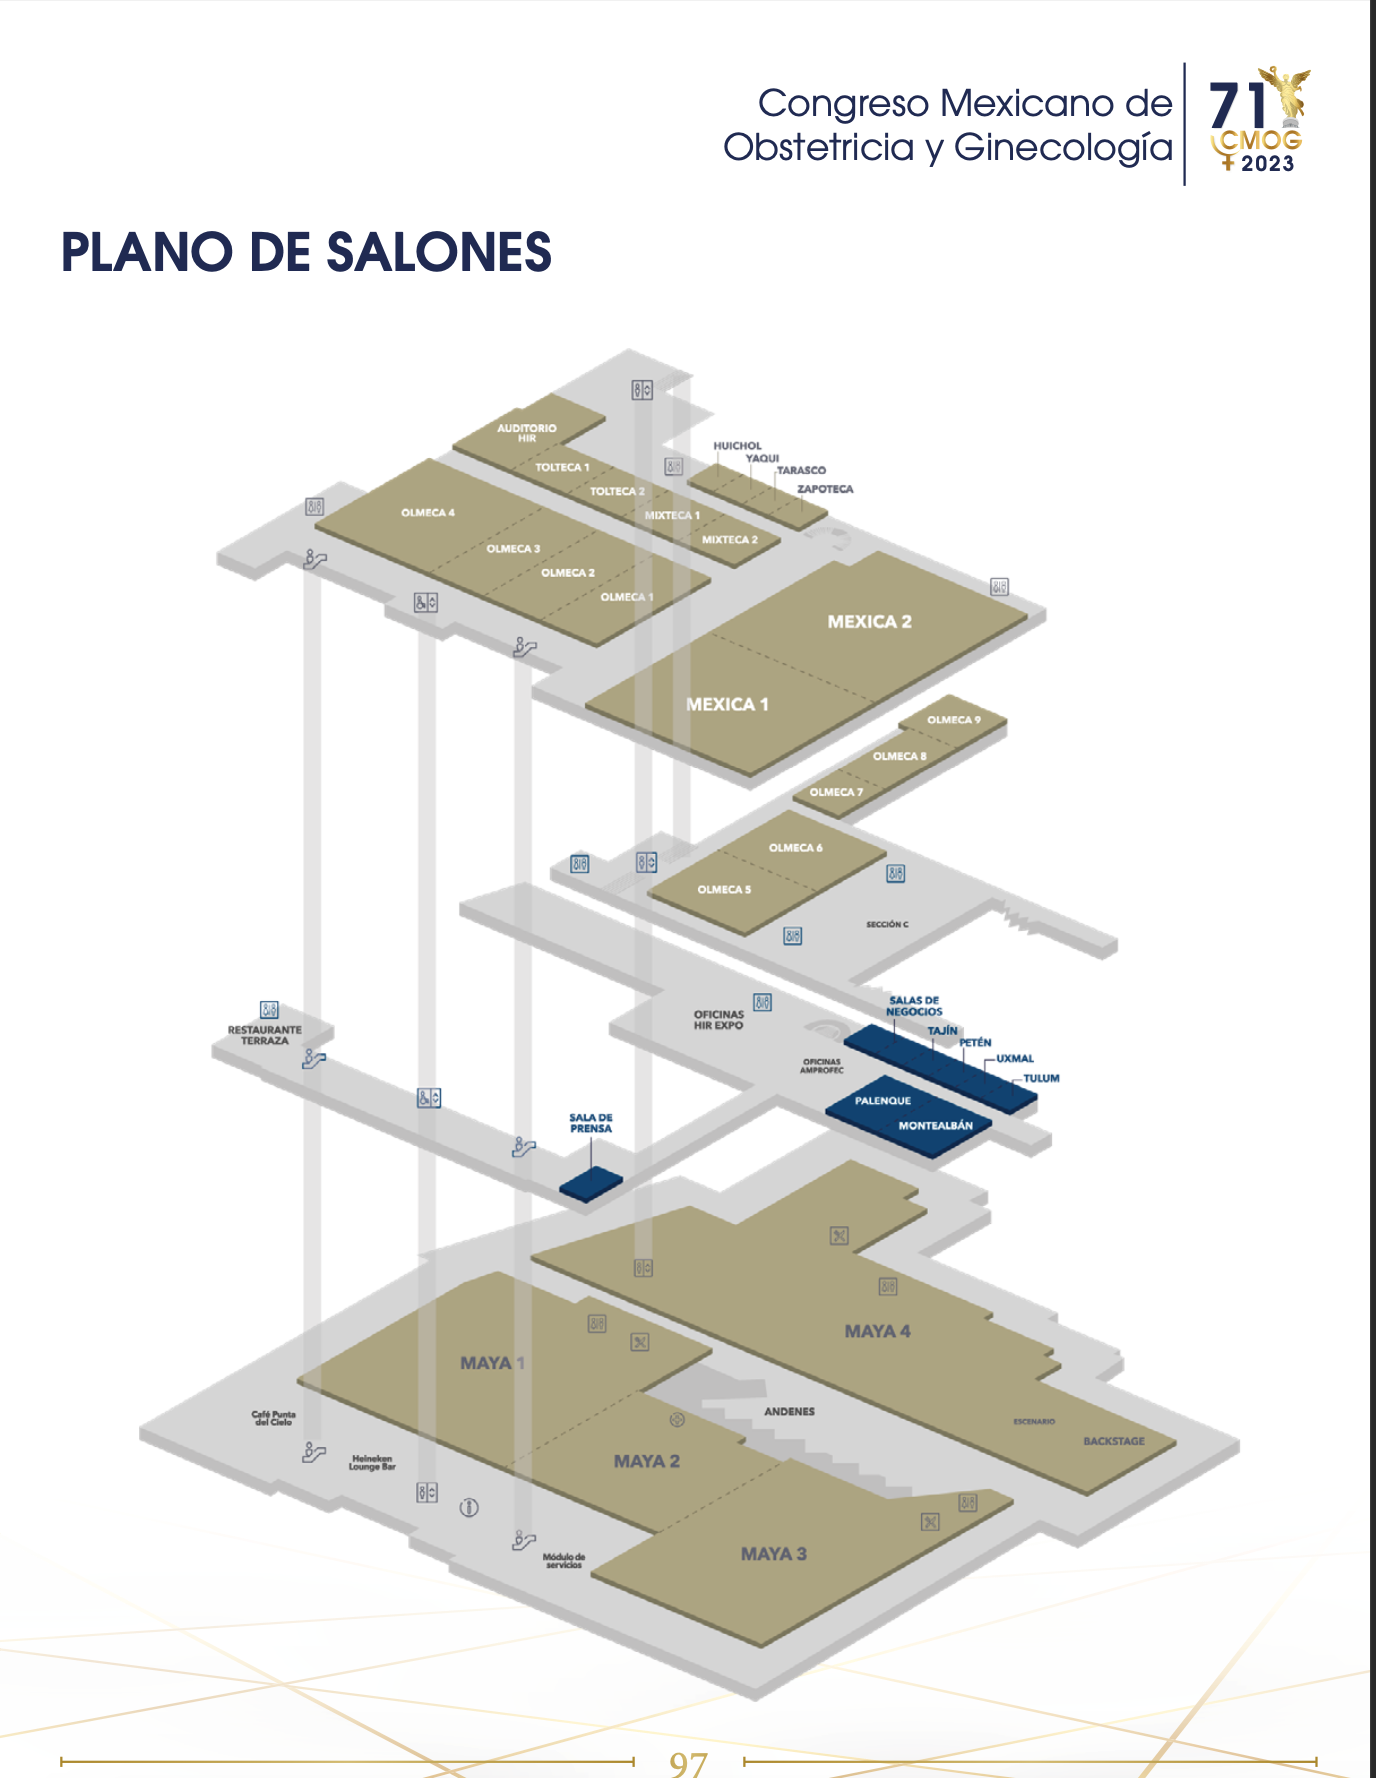 Congreso Mexicano de
Obstetricia y Ginecología
71
CMOG
2023
PLANO DE SALONES
AUDITORIO
HIR
TOLTECA 1
TOLTECA 2
MIXTECA 1
MIXTECA 2
HUICHOL
YAQUI
TARASCO
ZAPOTECA
OLMECA 4
OLMECA 3
OLMECA 2
OLMECA 1
MEXICA 2
MEXICA 1
OLMECA 9
OLMECA 8
OLMECA 7
OLMECA 6
OLMECA 5
SECCIÓN C
SALAS DE
NEGOCIOS
TAJÍN
PETÉN
UXMAL
TULUM
OFICINAS
HIR EXPO
OFICINAS
AMPROFEC
PALENQUE
MONTEALBÁN
RESTAURANTE
TERRAZA
SALA DE
PRENSA
MAYA 4
MAYA 1
ANDENES
Café Punta
del Cielo
ESCENARIO
BACKSTAGE
Heineken
Lounge Bar
MAYA 2
Módulo de
servicios
MAYA 3
97